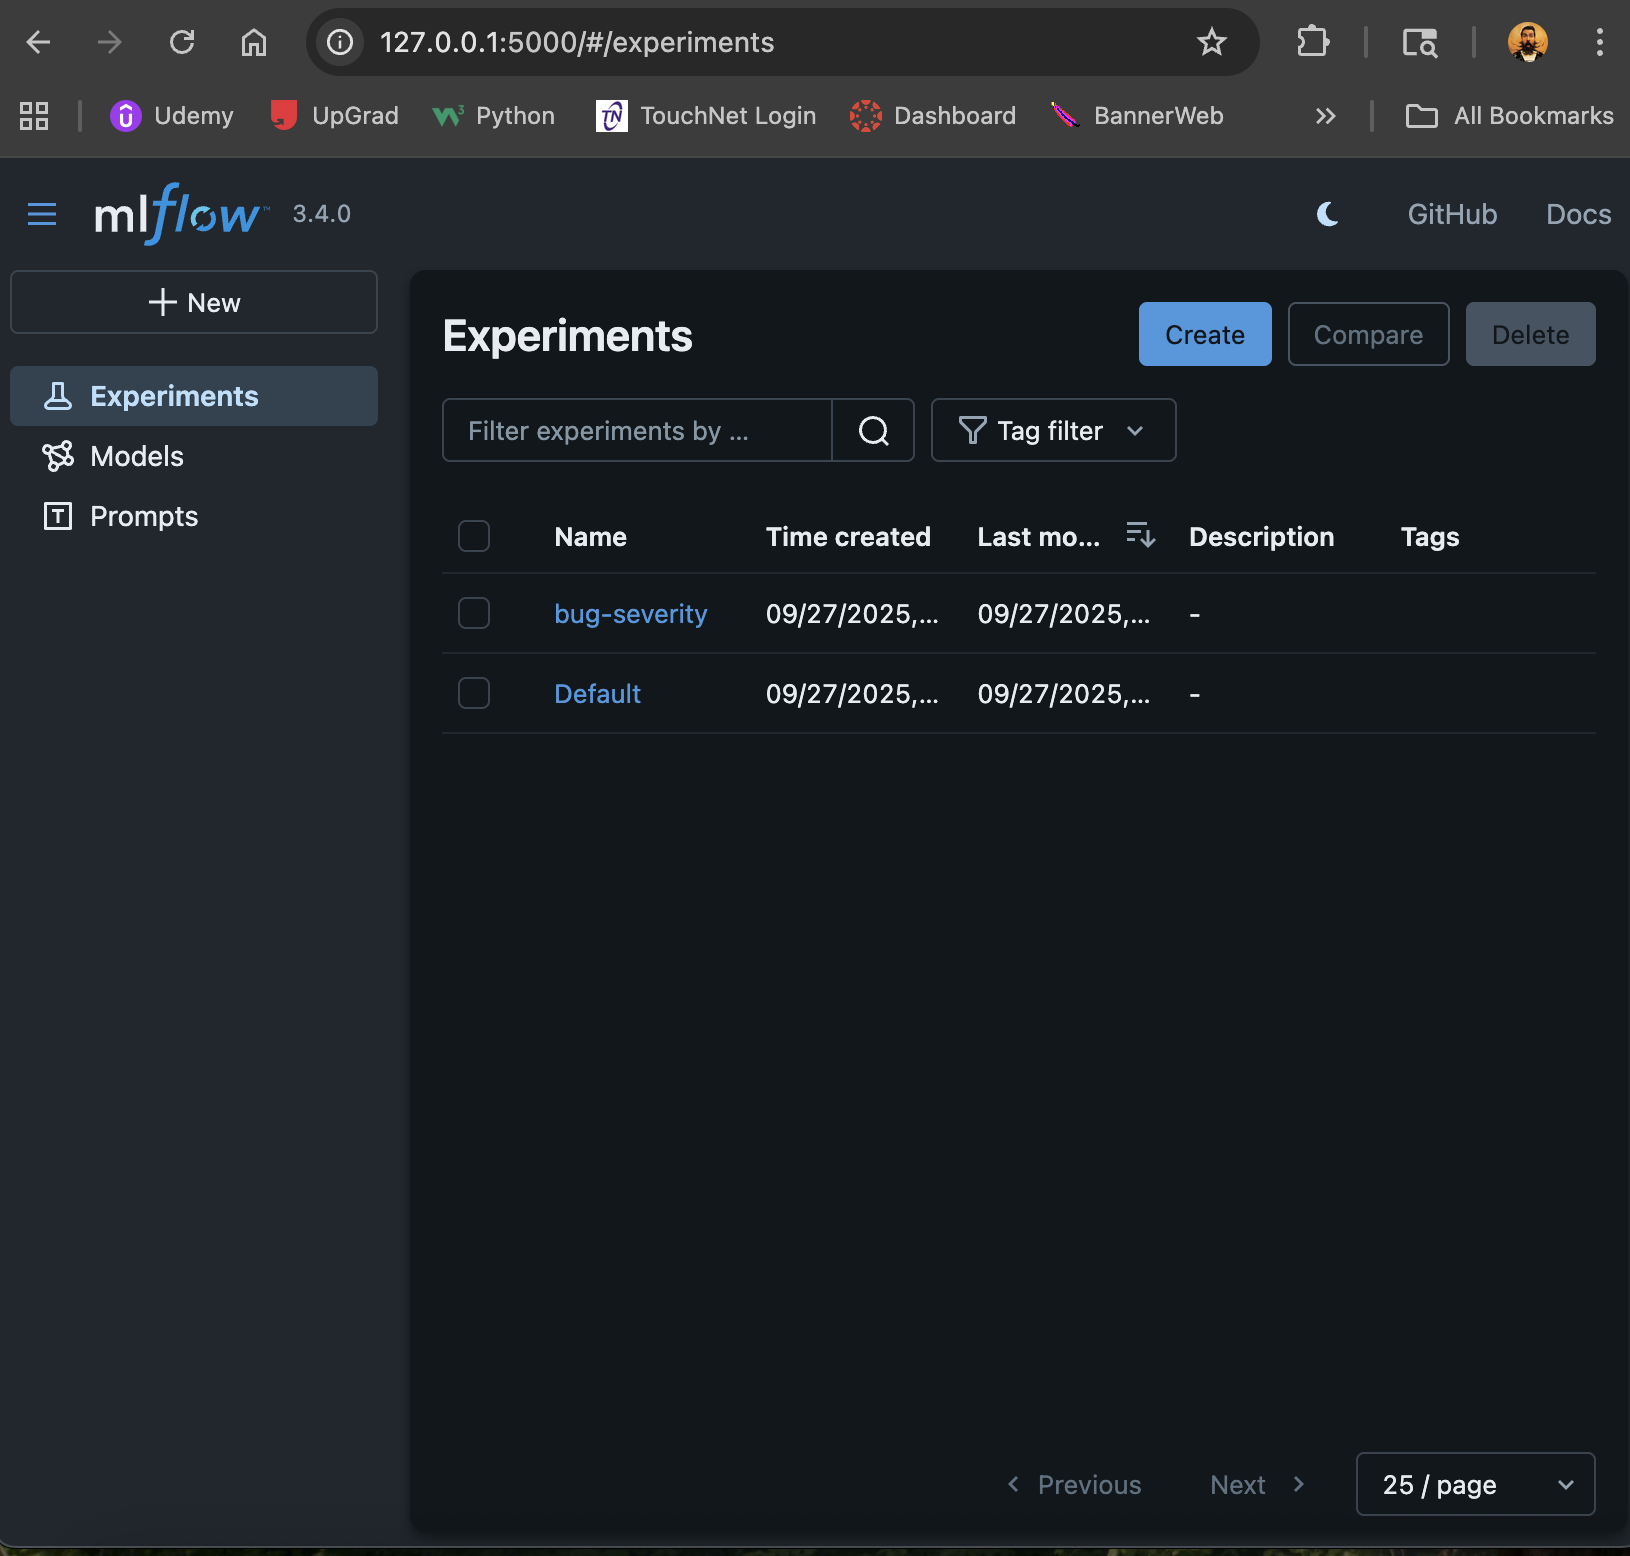 127.0.0.1:5000/#/experiments
Udemy UpGrad Python TouchNet Login Dashboard BannerWeb All Bookmarks
mlflow™ 3.4.0 GitHub Docs
New
Experiments
Models
Prompts
Experiments
Create Compare Delete
Filter experiments by ... Tag filter
Name Time created Last mo... Description Tags
bug-severity 09/27/2025,... 09/27/2025,... -
Default 09/27/2025,... 09/27/2025,... -
Previous Next 25 / page